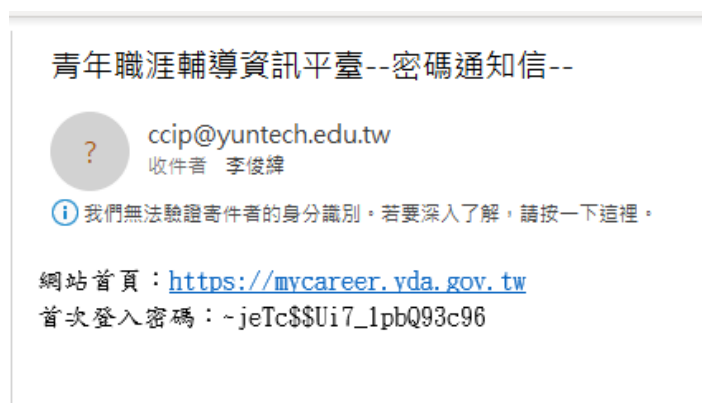 青年職涯輔導資訊平臺--密碼通知信--
?
ccip@yuntech.edu.tw
收件者 李俊緯
我們無法驗證寄件者的身分識別。若要深入了解，請按一下這裡。
網站首頁：https://mycareer.yda.gov.tw
首次登入密碼：~jeTc$$Ui7_1pbQ93c96